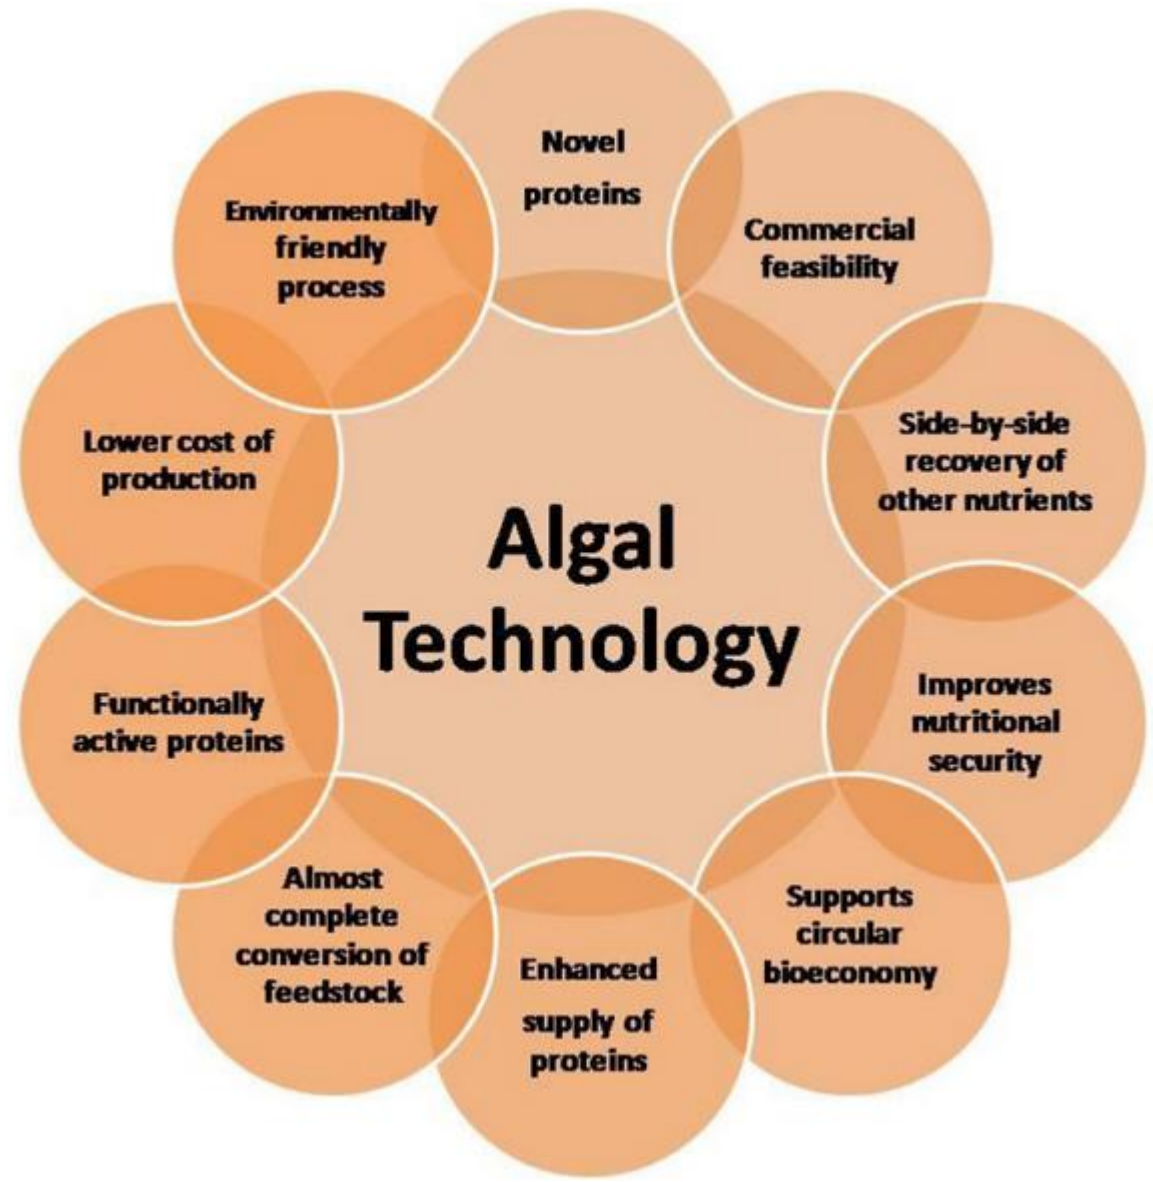 Novel
proteins
Commercial
feasibility
Side-by-side
recovery of
other nutrients
Improves
nutritional
security
Supports
circular
bioeconomy
Enhanced
supply of
proteins
Almost
complete
conversion of
feedstock
Functionally
active proteins
Lower cost of
production
Environmentally
friendly
process
Algal
Technology